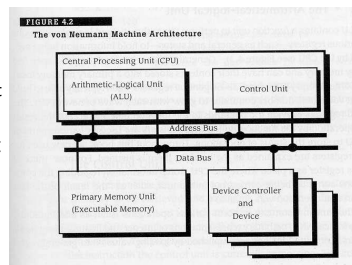 FIGURE 4.2
The von Neumann Machine Architecture
Central Processing Unit (CPU)
Arithmetic-Logical Unit
(ALU)
Control Unit
Address Bus
Data Bus
Primary Memory Unit
(Executable Memory)
Device Controller
and
Device